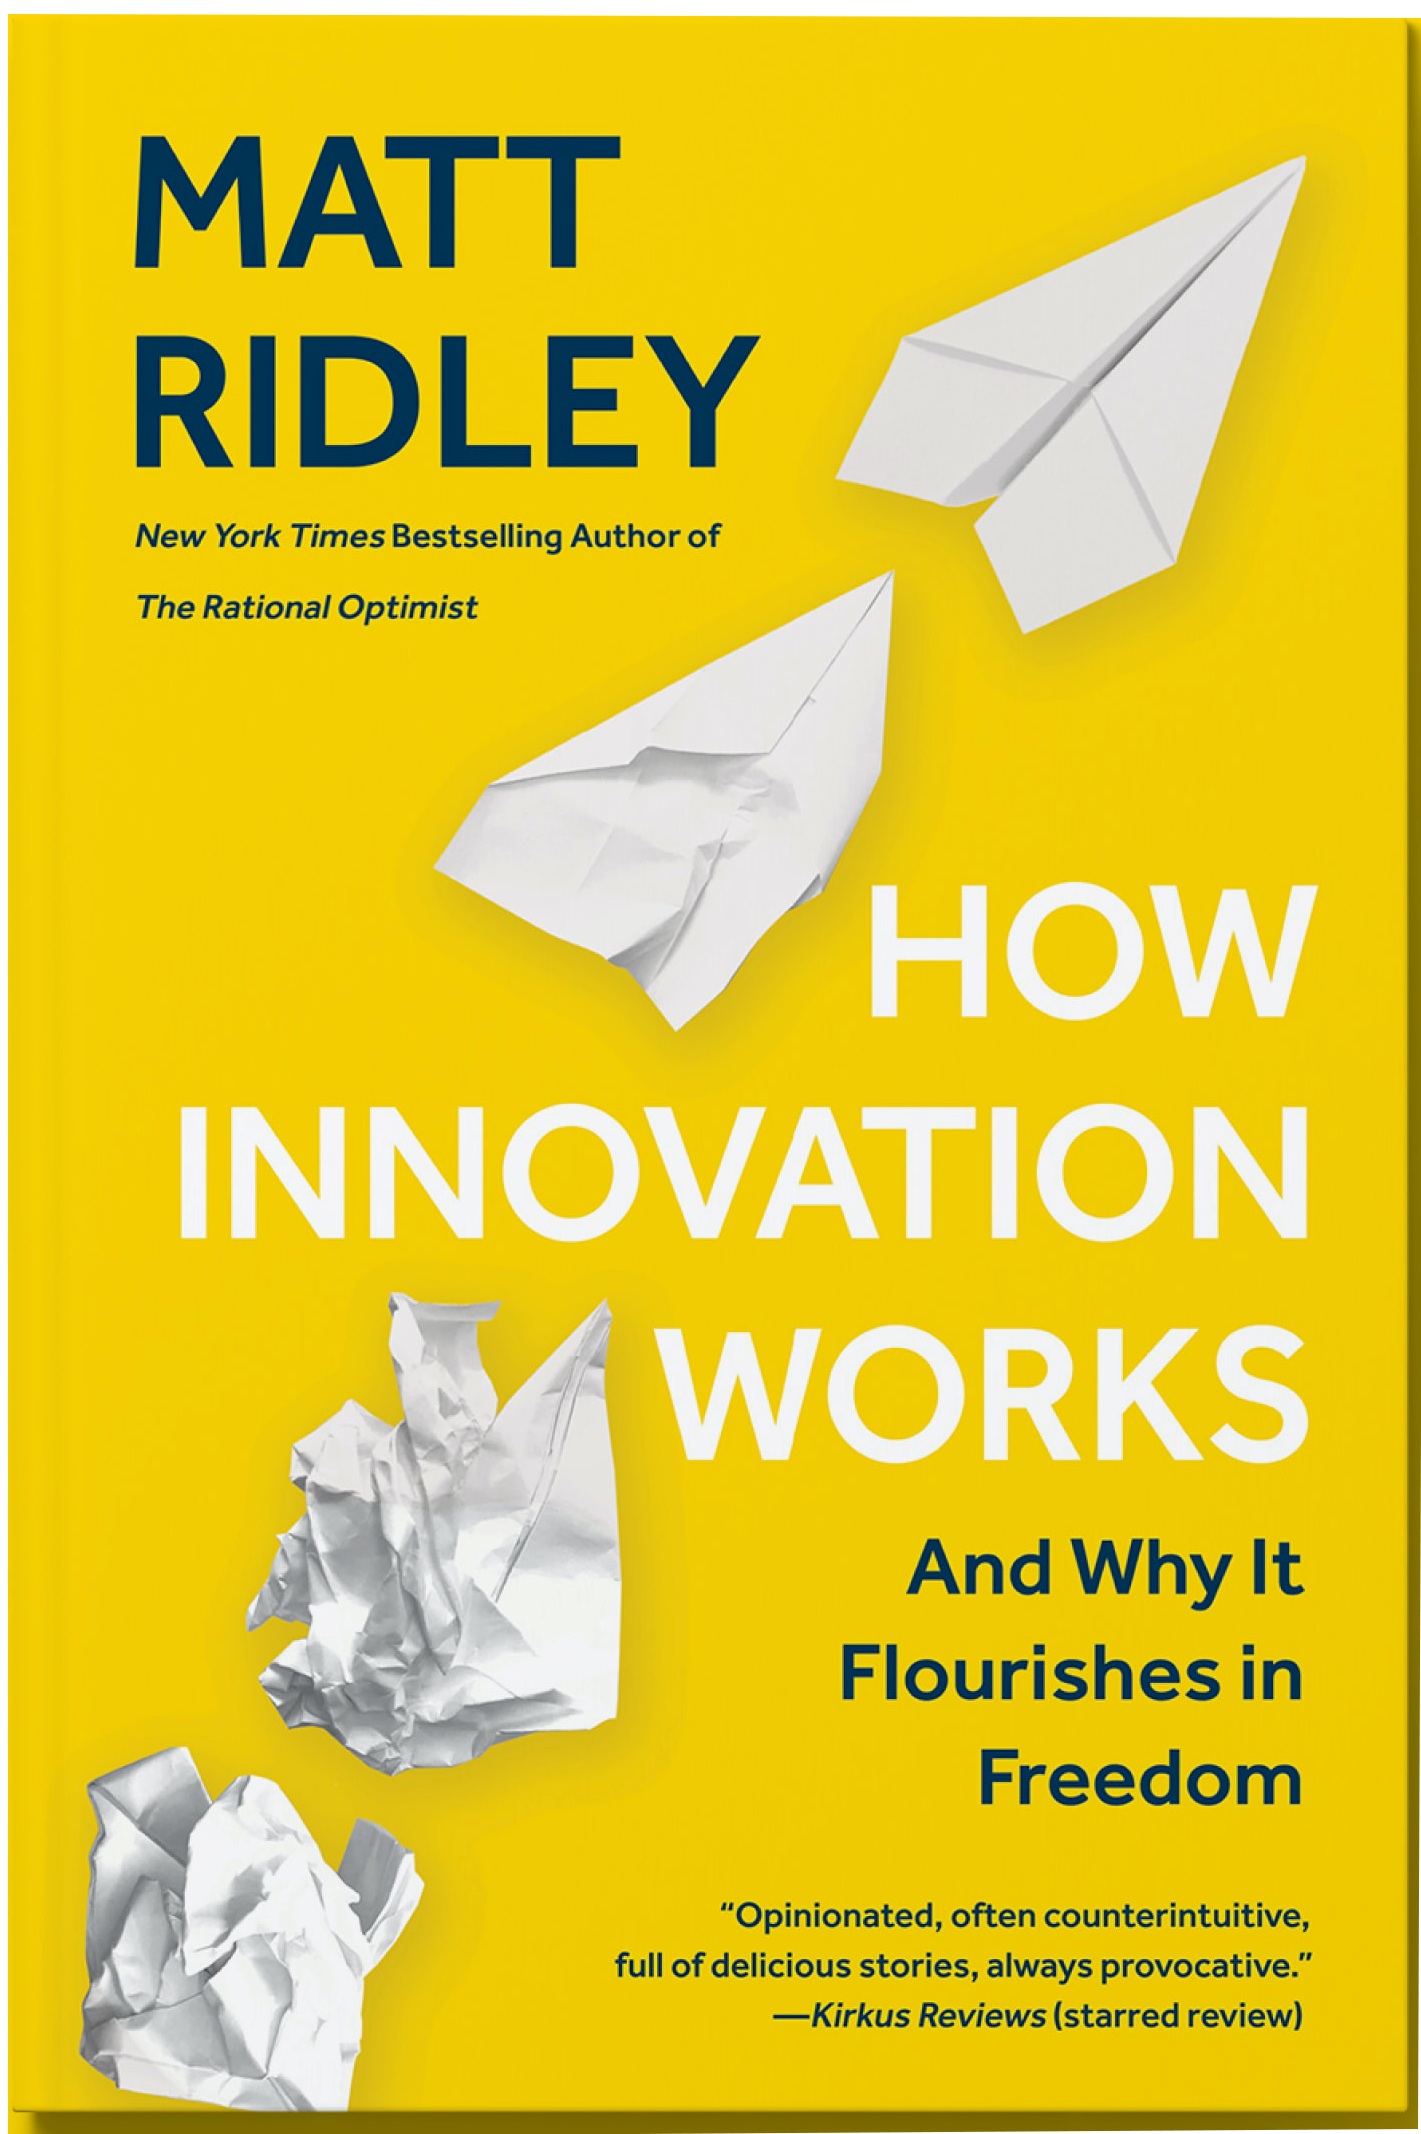 MATT
RIDLEY
New York Times Bestselling Author of
The Rational Optimist
HOW
INNOVATION
WORKS
And Why It
Flourishes in
Freedom
“Opinionated, often counterintuitive,
full of delicious stories, always provocative.”
—Kirkus Reviews (starred review)